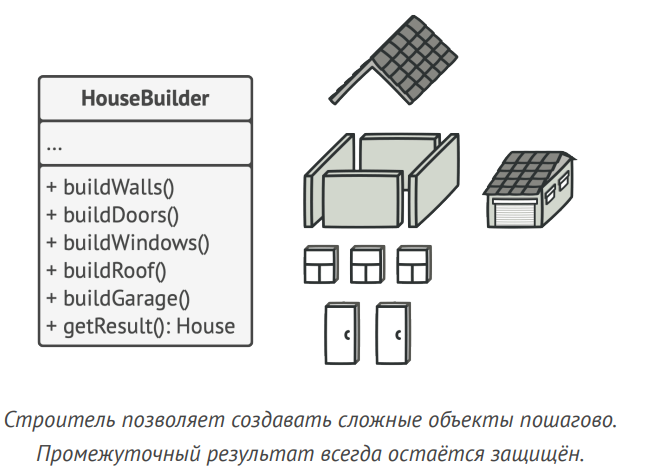 HouseBuilder
...
+ buildWalls()
+ buildDoors()
+ buildWindows()
+ buildRoof()
+ buildGarage()
+ getResult(): House
Строитель позволяет создавать сложные объекты пошагово.
Промежуточный результат всегда остаётся защищён.